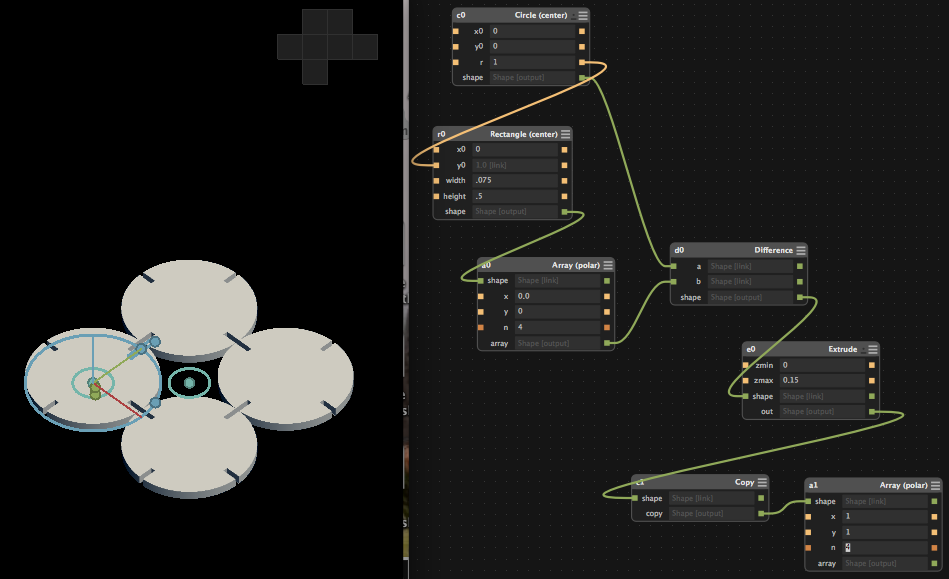 c0 Circle (center)
x0 0
y0 0
r 1
shape Shape [output]
r0 Rectangle (center)
x0 0
y0 1.0 [link]
width .075
height .5
shape Shape [output]
a0 Array (polar)
shape Shape [link]
x 0.0
y 0
n 4
array Shape [output]
d0 Difference
a Shape [link]
b Shape [link]
shape Shape [output]
e0 Extrude
zmin 0
zmax 0.15
shape Shape [link]
out Shape [output]
Copy
shape Shape [link]
copy Shape [output]
a1 Array (polar)
shape Shape [link]
x 1
y 1
n 4
array Shape [output]